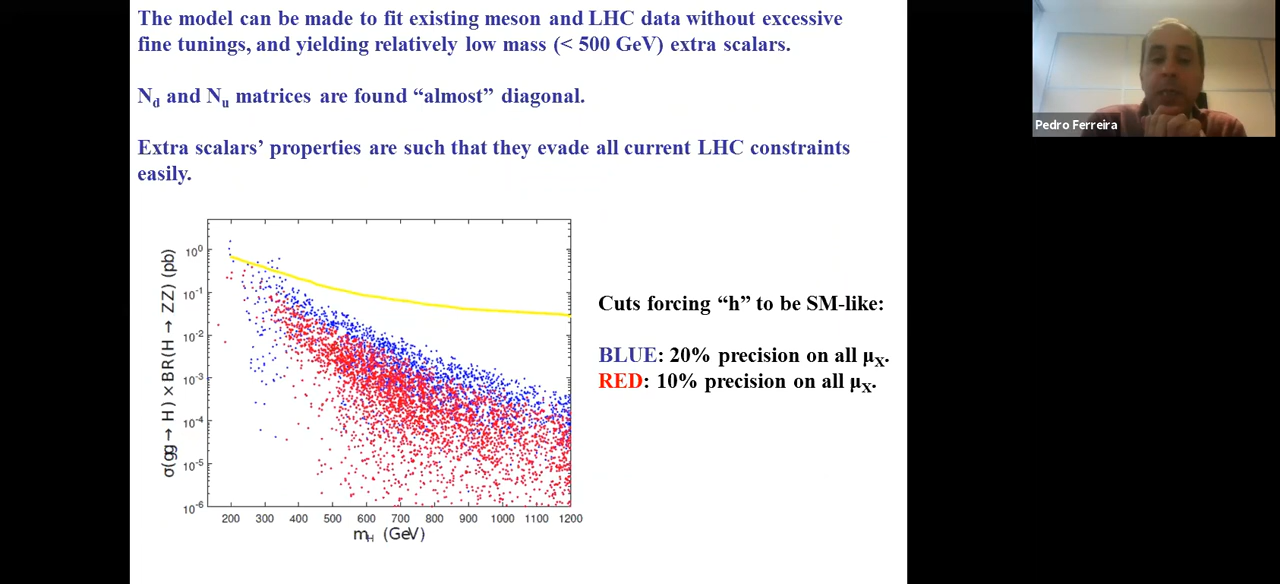 The model can be made to fit existing meson and LHC data without excessive
fine tunings, and yielding relatively low mass (< 500 GeV) extra scalars.
N_d and N_u matrices are found “almost” diagonal.
Extra scalars’ properties are such that they evade all current LHC constraints
easily.
Pedro Ferreira
σ(gg → H) × BR(H → ZZ) (pb)
10^0
10^-1
10^-2
10^-3
10^-4
10^-5
10^-6
200 300 400 500 600 700 800 900 1000 1100 1200
m_H (GeV)
Cuts forcing “h” to be SM-like:
BLUE: 20% precision on all μ_X.
RED: 10% precision on all μ_X.